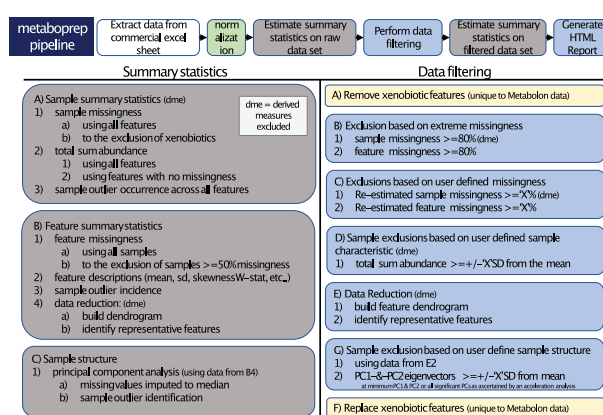 metaboprep
pipeline
Extract data from
commercial excel
sheet
norm
alizat
ion
Estimate summary
statistics on raw
data set
Perform data
filtering
Estimate summary
statistics on
filtered data set
Generate
HTML
Report
Summary statistics
A) Sample summary statistics (dme)
1) sample missingness
a) using all features
b) to the exclusion of xenobiotics
2) total sum abundance
1) using all features
2) using features with no missingness
3) sample outlier occurrence across all features
dme = derived
measures
excluded
B) Feature summary statistics
1) feature missingness
a) using all samples
b) to the exclusion of samples >=50% missingness
2) feature descriptions (mean, sd, skewness W-stat, etc..)
3) sample outlier incidence
4) data reduction: (dme)
a) build dendrogram
b) identify representative features
C) Sample structure
1) principal component analysis (using data from B4)
a) missing values imputed to median
b) sample outlier identification
Data filtering
A) Remove xenobiotic features (unique to Metabolon data)
B) Exclusion based on extreme missingness
1) sample missingness >=80% (dme)
2) feature missingness >=80%
C) Exclusions based on user defined missingness
1) Re–estimated sample missingness >='X'% (dme)
2) Re-estimated feature missingness >='X'%
D) Sample exclusions based on user defined sample
characteristic (dme)
1) total sum abundance >=+/–'X'SD from the mean
E) Data Reduction (dme)
1) build feature dendrogram
2) identify representative features
G) Sample exclusion based on user define sample structure
1) using data from E2
2) PC1–&–PC2 eigenvectors >=+/–'X'SD from mean
at minimum PC1 & PC2 or all significant PCs as ascertained by an acceleration analysis.
F) Replace xenobiotic features (unique to Metabolon data)